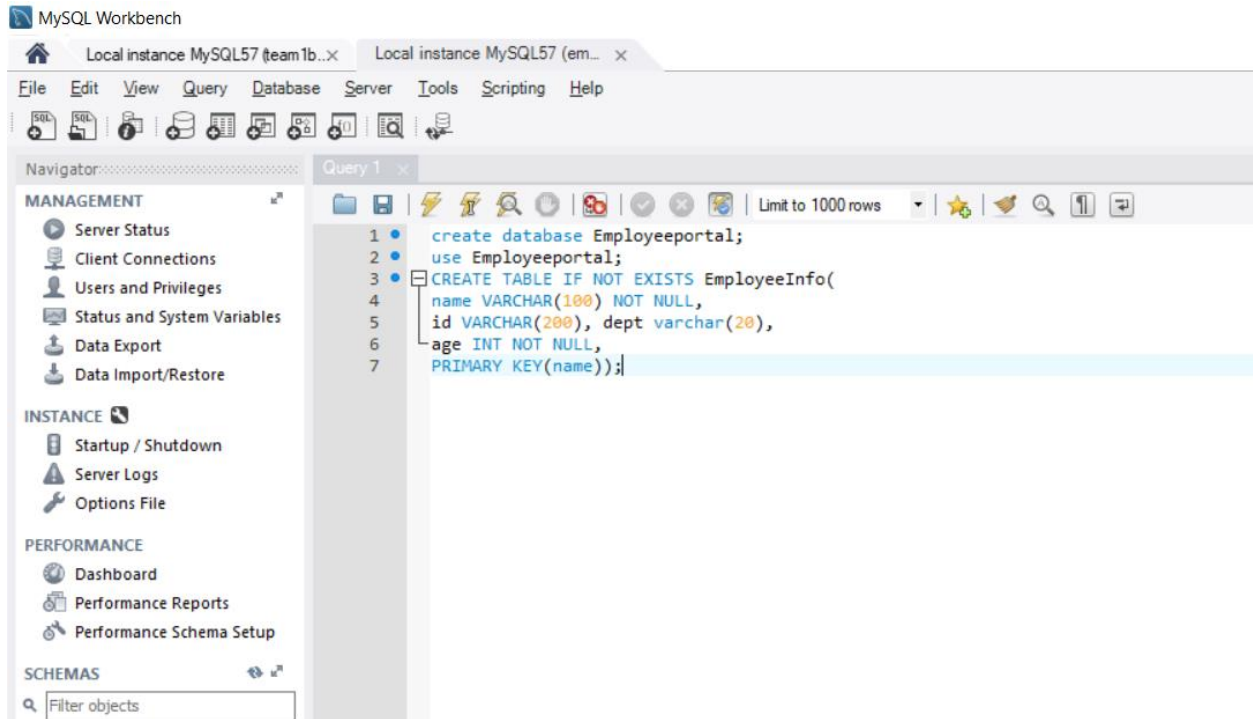 MySQL Workbench
Local instance MySQL57 (team1b.. × Local instance MySQL57 (em... ×
File Edit View Query Database Server Tools Scripting Help
Navigator Query 1 ×
MANAGEMENT
Limit to 1000 rows
Server Status
Client Connections
Users and Privileges
Status and System Variables
Data Export
Data Import/Restore
INSTANCE
Startup / Shutdown
Server Logs
Options File
PERFORMANCE
Dashboard
Performance Reports
Performance Schema Setup
SCHEMAS
Filter objects
1 create database Employeeportal;
2 use Employeeportal;
3 CREATE TABLE IF NOT EXISTS EmployeeInfo(
4 name VARCHAR(100) NOT NULL,
5 id VARCHAR(200), dept varchar(20),
6 age INT NOT NULL,
7 PRIMARY KEY(name));